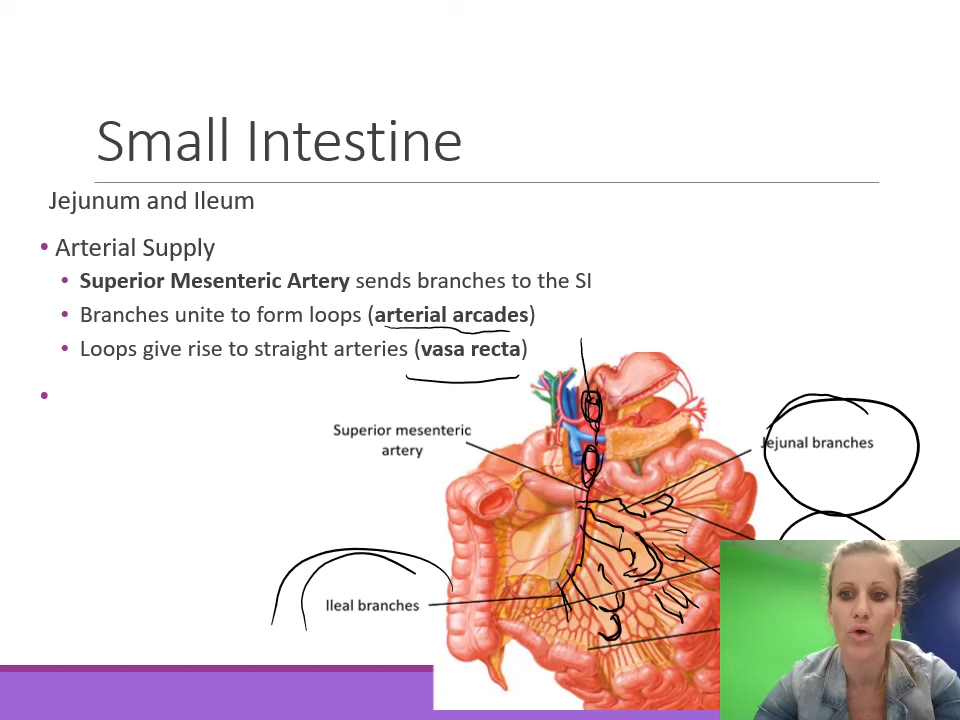 Small Intestine
Jejunum and Ileum
• Arterial Supply
• Superior Mesenteric Artery sends branches to the SI
• Branches unite to form loops (arterial arcades)
• Loops give rise to straight arteries (vasa recta)
•
Superior mesenteric
artery
Jejunal branches
Ileal branches